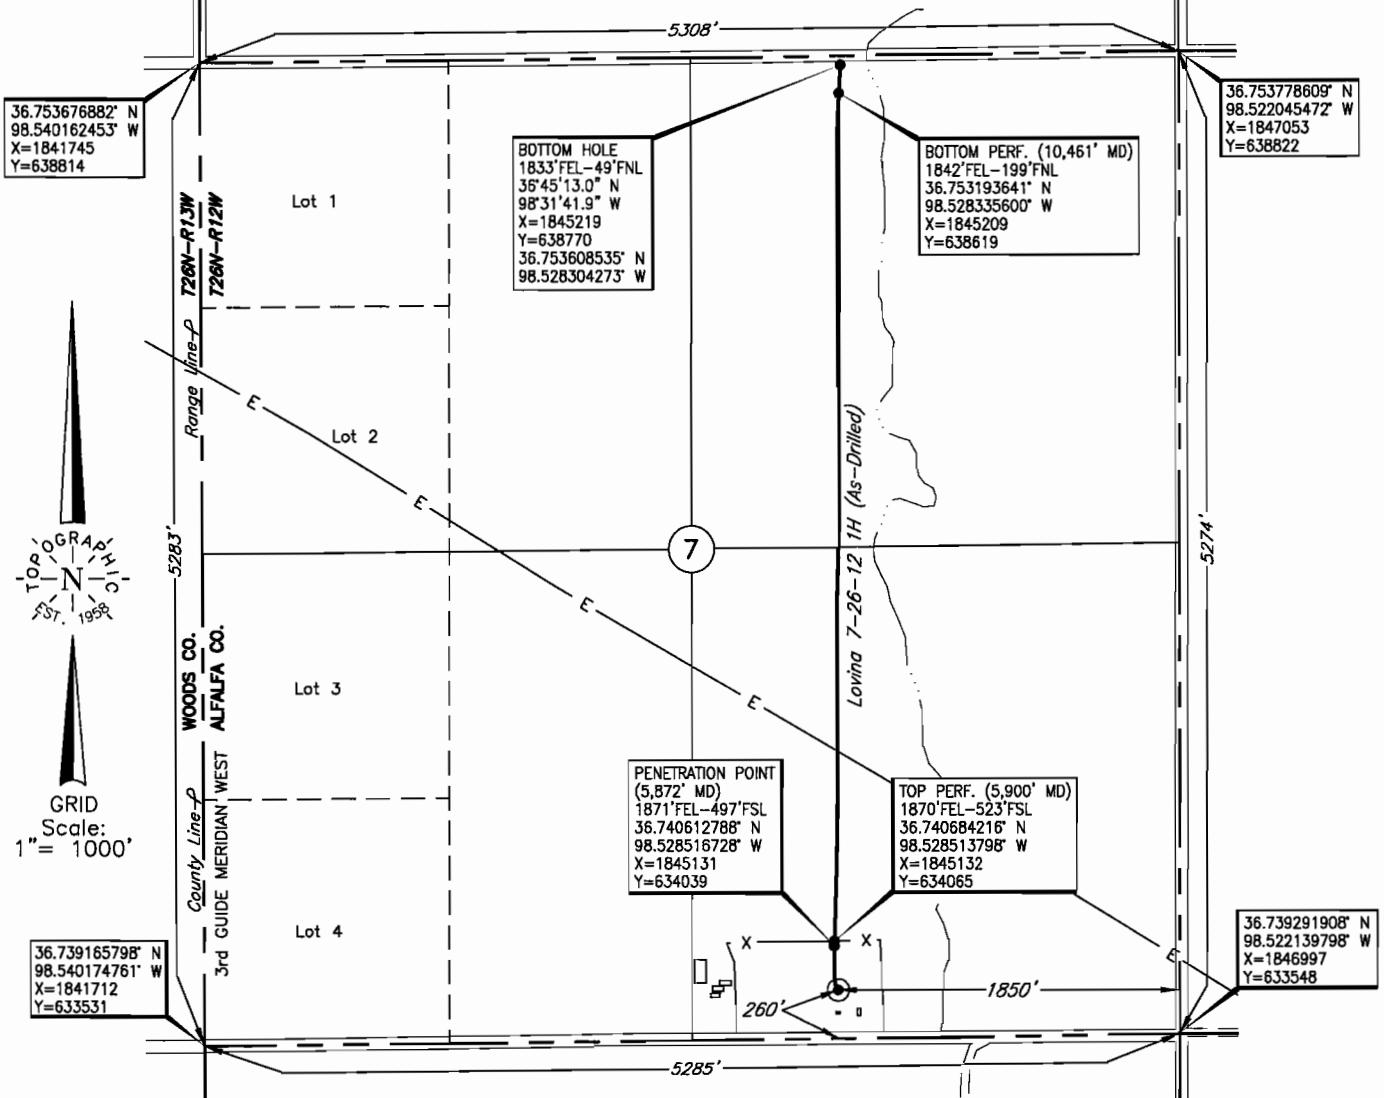 5308'
36.753676882° N
98.540162453° W
X=1841745
Y=638814
36.753778609° N
98.522045472° W
X=1847053
Y=638822
BOTTOM HOLE
1833'FEL-49'FNL
36°45'13.0" N
98°31'41.9" W
X=1845219
Y=638770
36.753608535° N
98.528304273° W
BOTTOM PERF. (10,461' MD)
1842'FEL-199'FNL
36.753193641° N
98.528335600° W
X=1845209
Y=638619
Lot 1
T26N-R13W
T26N-R12W
Range Line
E
Lot 2
E
Lovina 7-26-12 1H (As-Drilled)
TOPOGRAPHIC
N
EST. 1958
5283'
7
5274'
E
WOODS CO.
ALFALFA CO.
Lot 3
E
GRID
Scale:
1"= 1000'
County Line
3rd GUIDE MERIDIAN WEST
PENETRATION POINT
(5,872' MD)
1871'FEL-497'FSL
36.740612788° N
98.528516728° W
X=1845131
Y=634039
TOP PERF. (5,900' MD)
1870'FEL-523'FSL
36.740684216° N
98.528513798° W
X=1845132
Y=634065
Lot 4
X
X
E
36.739165798° N
98.540174761° W
X=1841712
Y=633531
36.739291908° N
98.522139798° W
X=1846997
Y=633548
1850'
260'
5285'